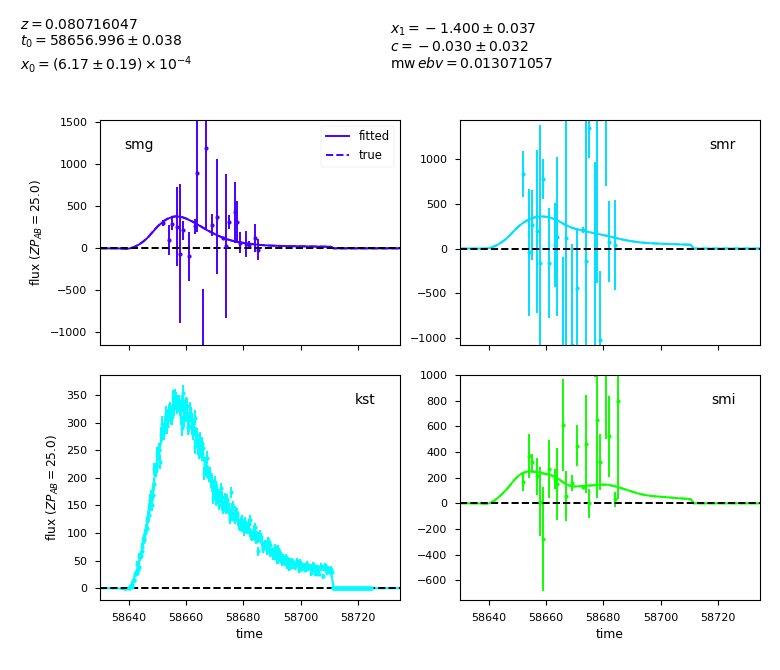 z = 0.080716047
t₀ = 58656.996 ± 0.038
x₀ = (6.17 ± 0.19) × 10⁻⁴
x₁ = −1.400 ± 0.037
c = −0.030 ± 0.032
mw ebv = 0.013071057
smg
fitted
true
1500
1000
500
0
−500
−1000
flux (ZP_AB = 25.0)
smr
1000
500
0
−500
−1000
kst
350
300
250
200
150
100
50
0
flux (ZP_AB = 25.0)
58640 58660 58680 58700 58720
time
smi
1000
800
600
400
200
0
−200
−400
−600
58640 58660 58680 58700 58720
time